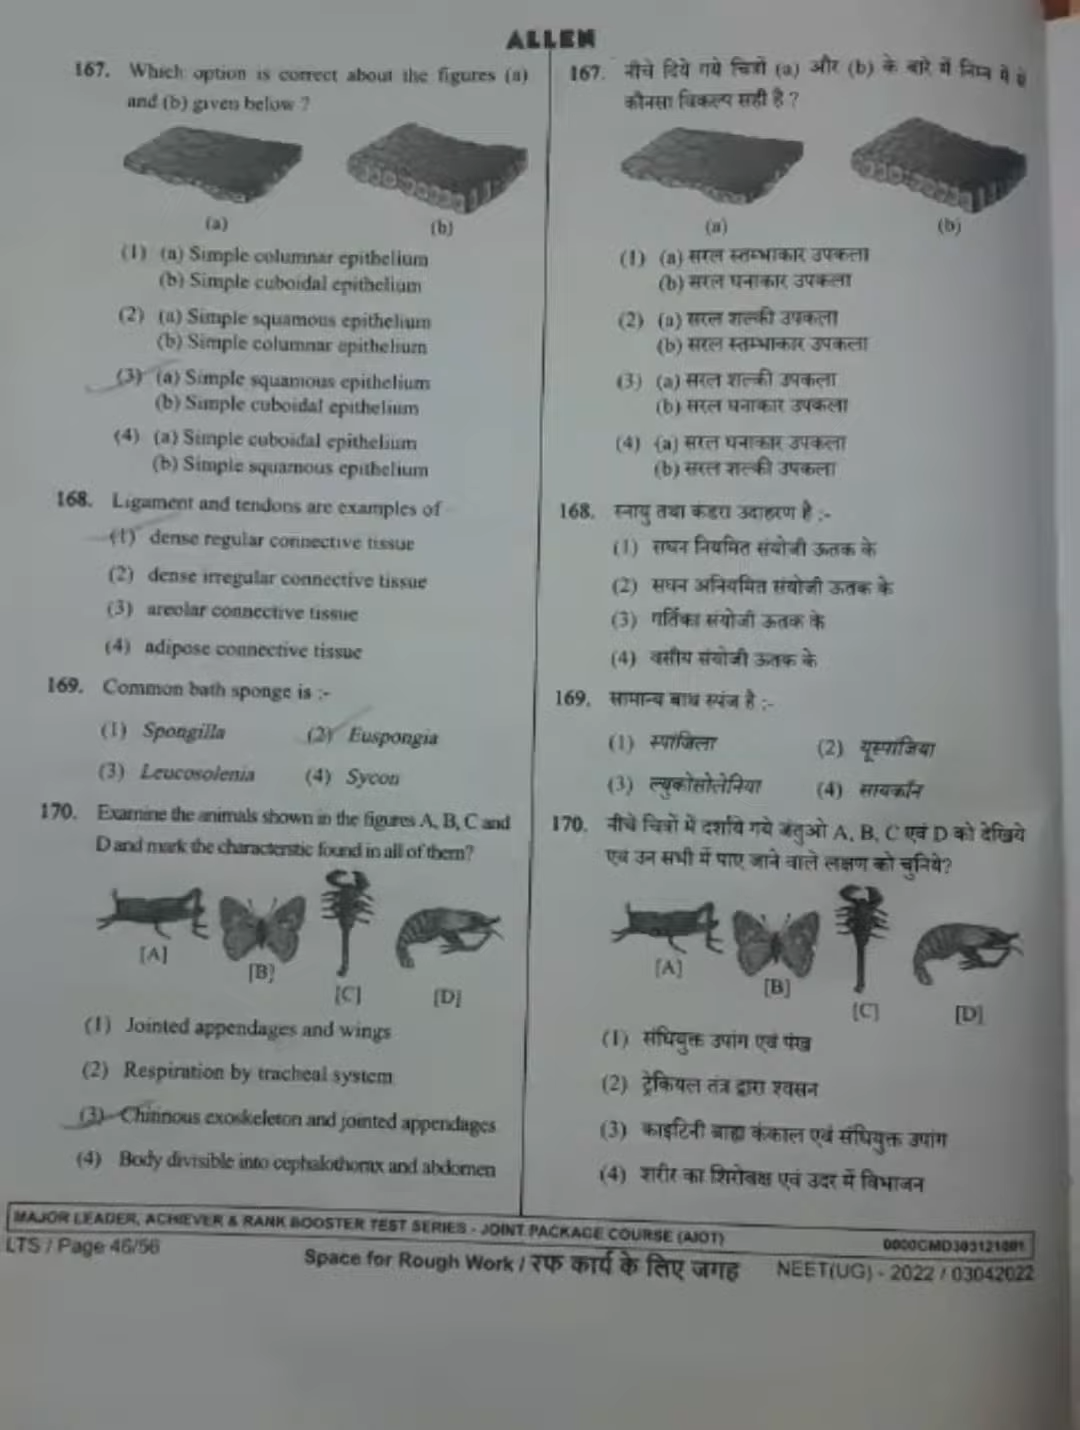 ALLEN
167. Which option is correct about the figures (a)
and (b) given below ?
(a)
(b)
(1) (a) Simple columnar epithelium
(b) Simple cuboidal epithelium
(2) (a) Simple squamous epithelium
(b) Simple columnar epithelium
(3) (a) Simple squamous epithelium
(b) Simple cuboidal epithelium
(4) (a) Simple cuboidal epithelium
(b) Simple squamous epithelium
168. Ligament and tendons are examples of
(1) dense regular connective tissue
(2) dense irregular connective tissue
(3) areolar connective tissue
(4) adipose connective tissue
169. Common bath sponge is :-
(1) Spongilla (2) Euspongia
(3) Leucosolenia (4) Sycon
170. Examine the animals shown in the figures A, B, C and
D and mark the characterstic found in all of them?
[A]
[B]
[C]
[D]
(1) Jointed appendages and wings
(2) Respiration by tracheal system
(3) Chitinous exoskeleton and jointed appendages
(4) Body divisible into cephalothorax and abdomen
167. नीचे दिये गये चित्रों (a) और (b) के बारे में निम्न में से
कौनसा विकल्प सही है ?
(a)
(b)
(1) (a) सरल स्तम्भाकार उपकला
(b) सरल घनाकार उपकला
(2) (a) सरल शल्की उपकला
(b) सरल स्तम्भाकार उपकला
(3) (a) सरल शल्की उपकला
(b) सरल घनाकार उपकला
(4) (a) सरल घनाकार उपकला
(b) सरल शल्की उपकला
168. स्नायु तथा कंडरा उदाहरण है :-
(1) सघन नियमित संयोजी ऊतक के
(2) सघन अनियमित संयोजी ऊतक के
(3) गर्तिका संयोजी ऊतक के
(4) वसीय संयोजी ऊतक के
169. सामान्य बाथ स्पंज है :-
(1) स्पांजिला (2) यूस्पांजिया
(3) ल्युकोसोलेनिया (4) सायकॉन
170. नीचे चित्रों में दर्शाये गये जंतुओ A, B, C एवं D को देखिये
एवं उन सभी में पाए जाने वाले लक्षण को चुनिये?
[A]
[B]
[C]
[D]
(1) संधियुक्त उपांग एवं पंख
(2) ट्रेकियल तंत्र द्वारा श्वसन
(3) काइटिनी बाह्य कंकाल एवं संधियुक्त उपांग
(4) शरीर का शिरोवक्ष एवं उदर में विभाजन
MAJOR LEADER, ACHIEVER & RANK BOOSTER TEST SERIES - JOINT PACKAGE COURSE (AIOT)
0000CMD303121001
LTS / Page 46/56
Space for Rough Work / रफ कार्य के लिए जगह
NEET(UG) - 2022 / 03042022